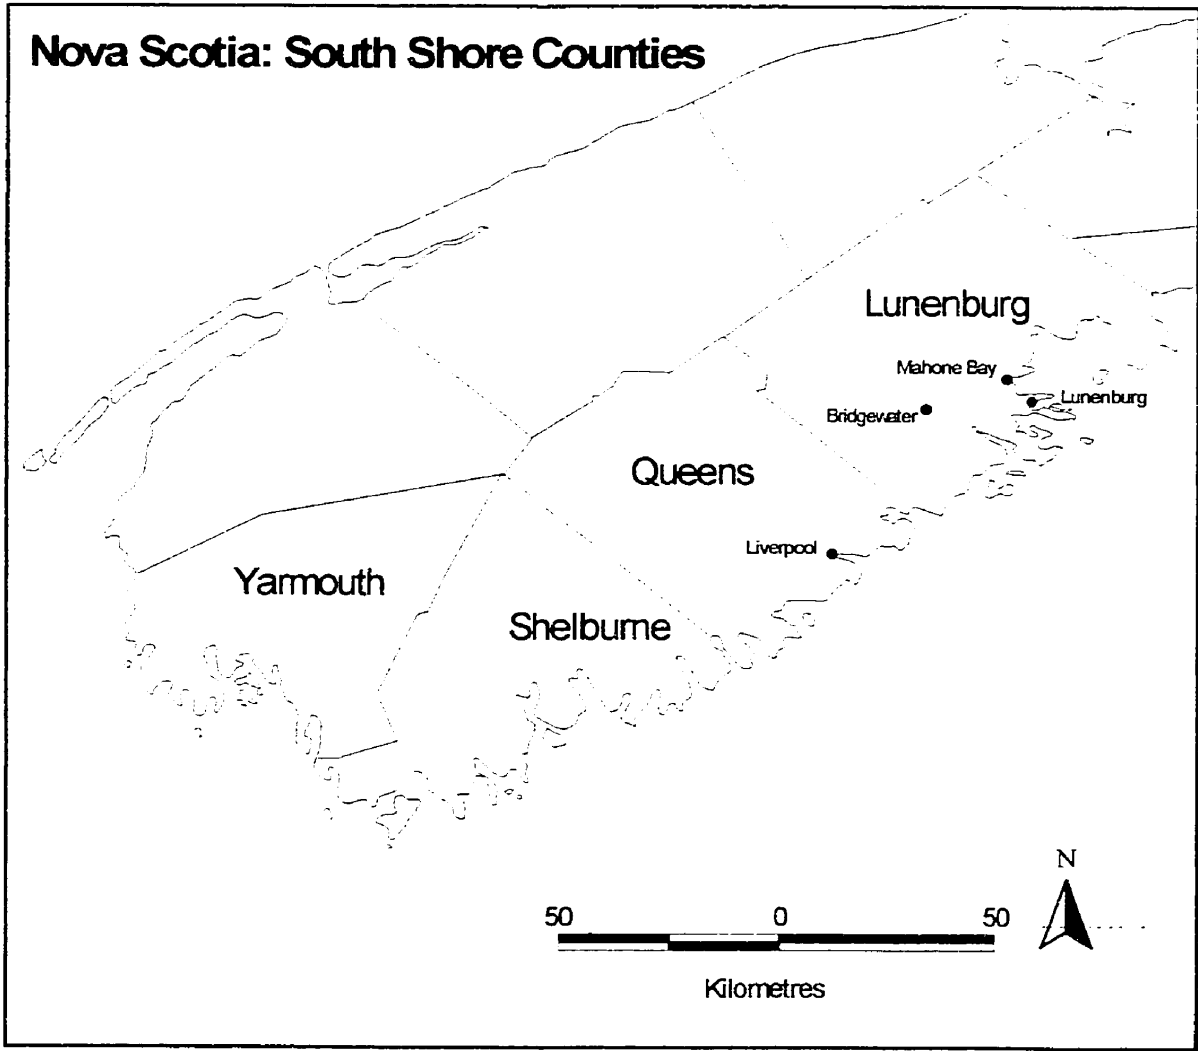 Nova Scotia: South Shore Counties
Lunenburg
Mahone Bay
Lunenburg
Bridgewater
Queens
Liverpool
Yarmouth
Shelburne
N
50 0 50
Kilometres